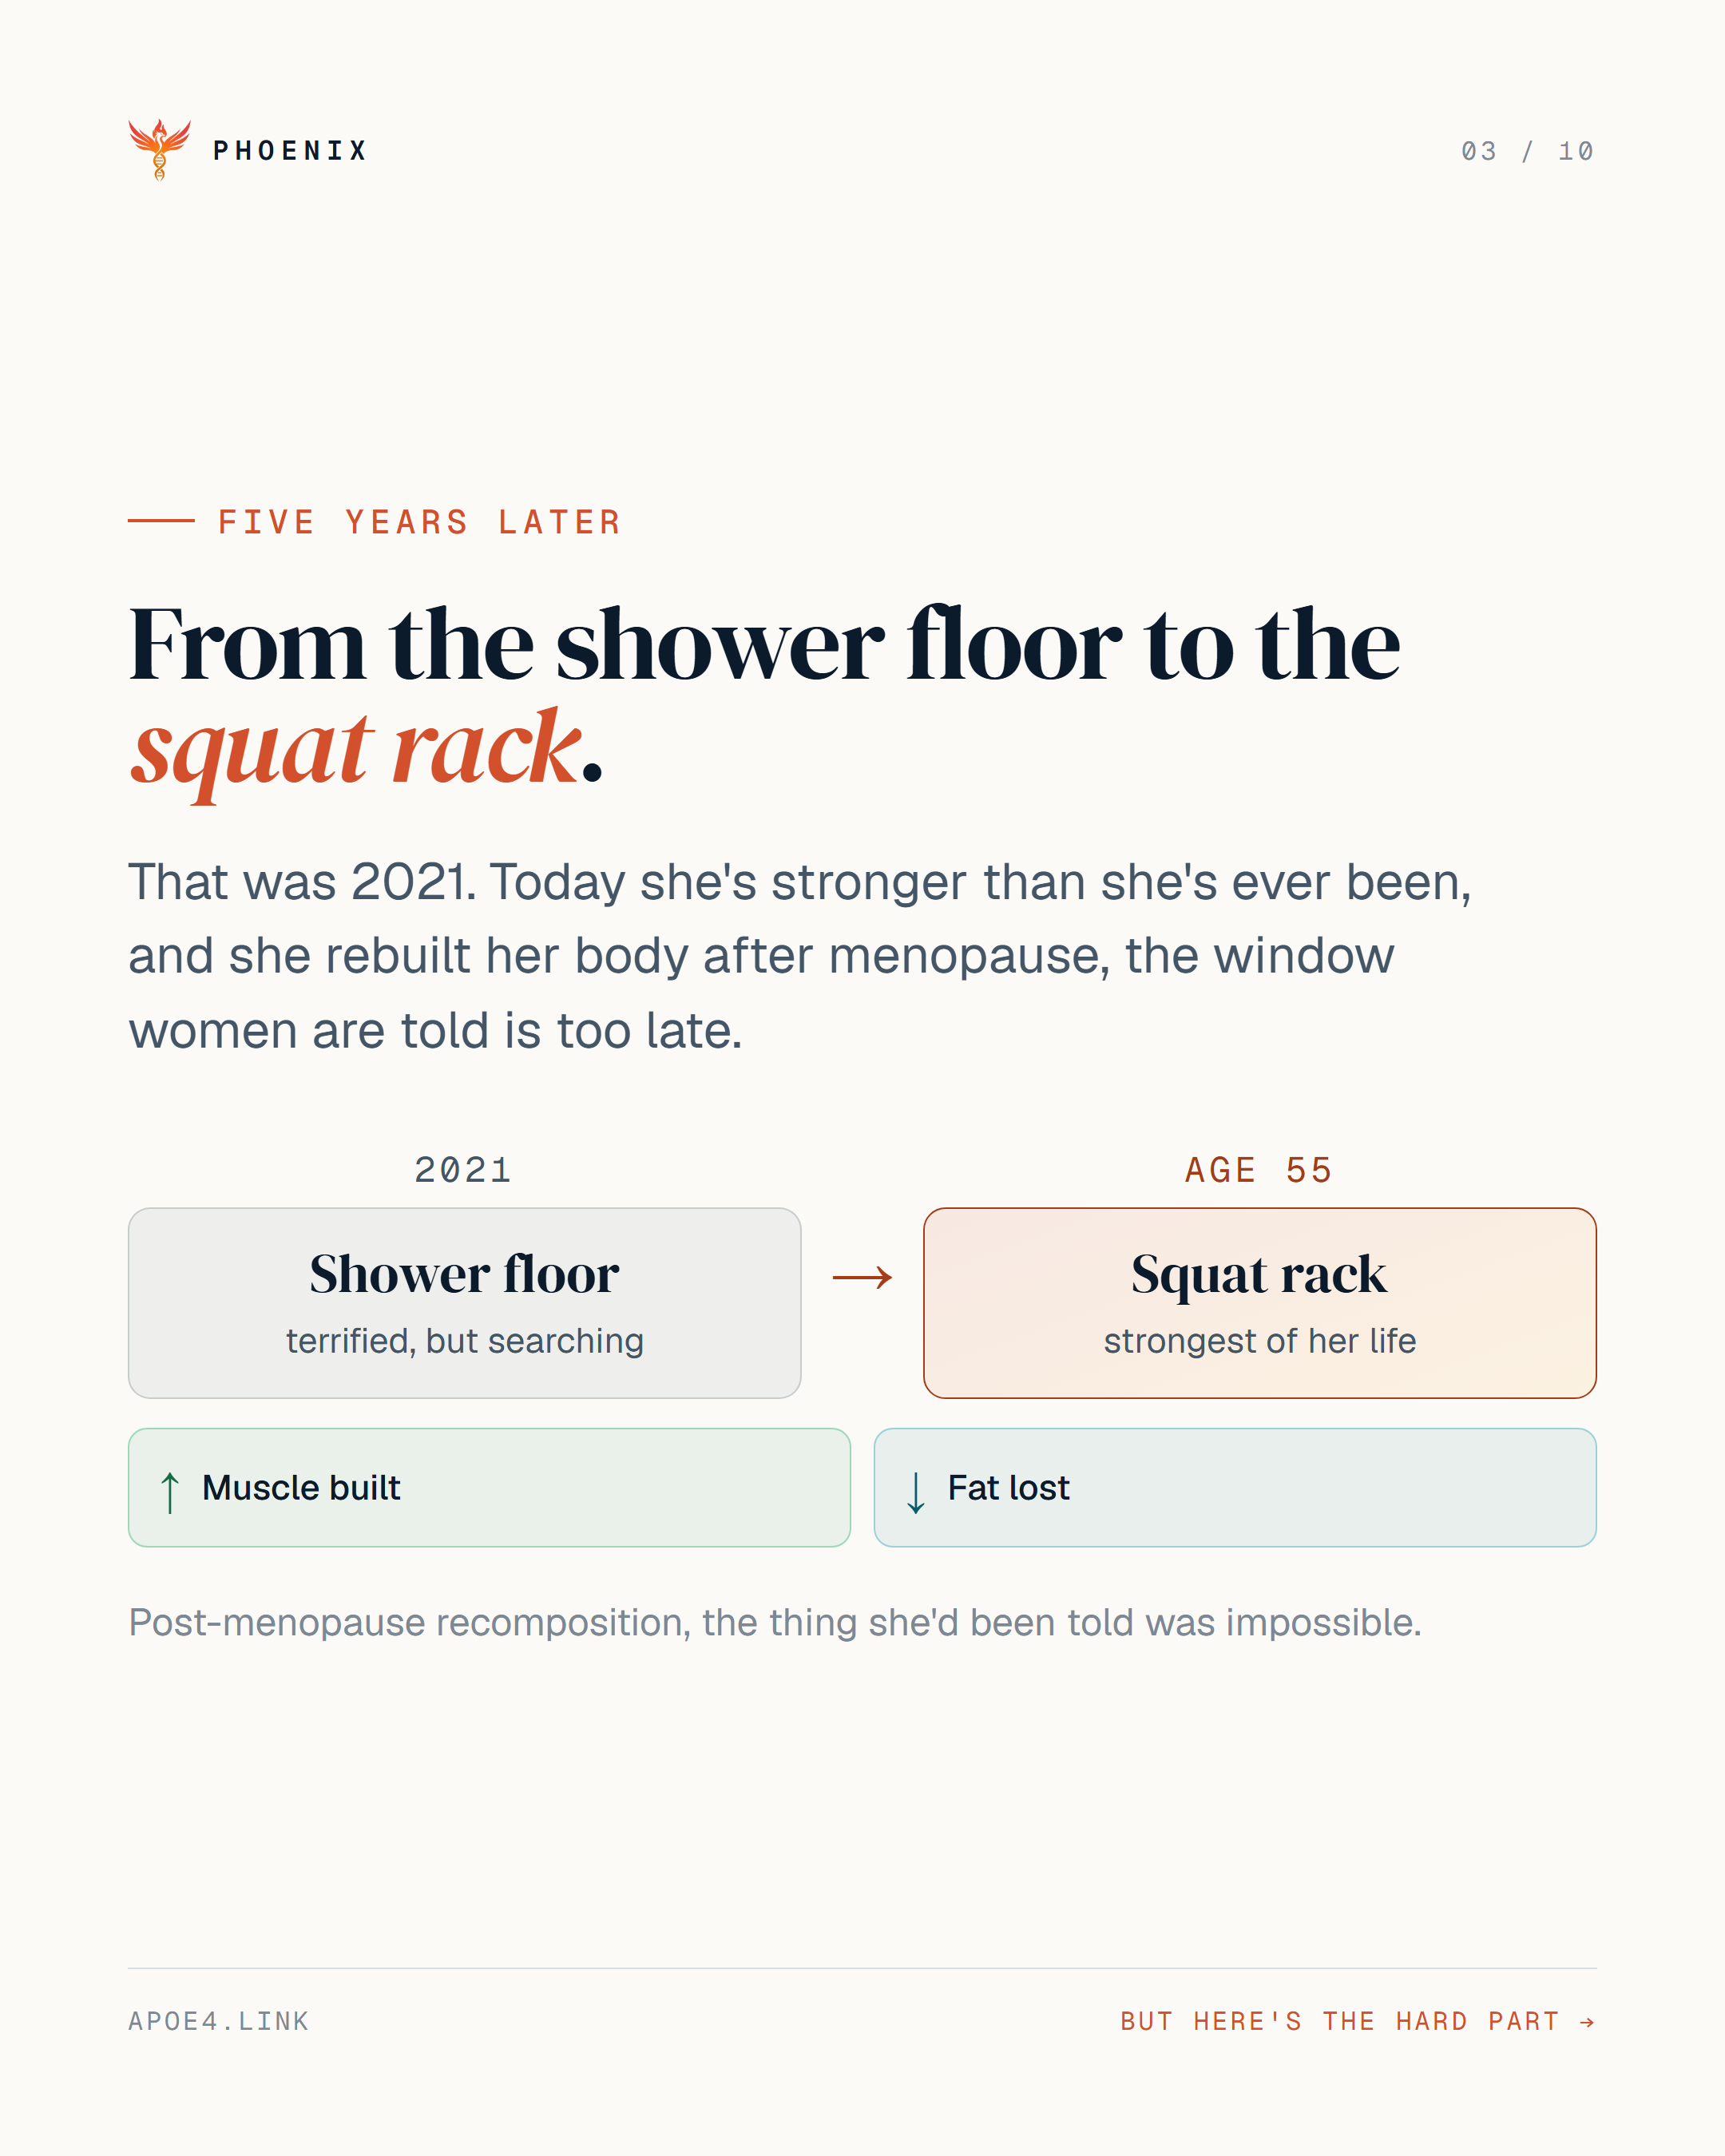 PHOENIX
03 / 10
FIVE YEARS LATER
From the shower floor to the
squat rack.
That was 2021. Today she's stronger than she's ever been,
and she rebuilt her body after menopause, the window
women are told is too late.
2021
AGE 55
Shower floor
terrified, but searching
→
Squat rack
strongest of her life
↑ Muscle built
↓ Fat lost
Post-menopause recomposition, the thing she'd been told was impossible.
APOE4.LINK
BUT HERE'S THE HARD PART →